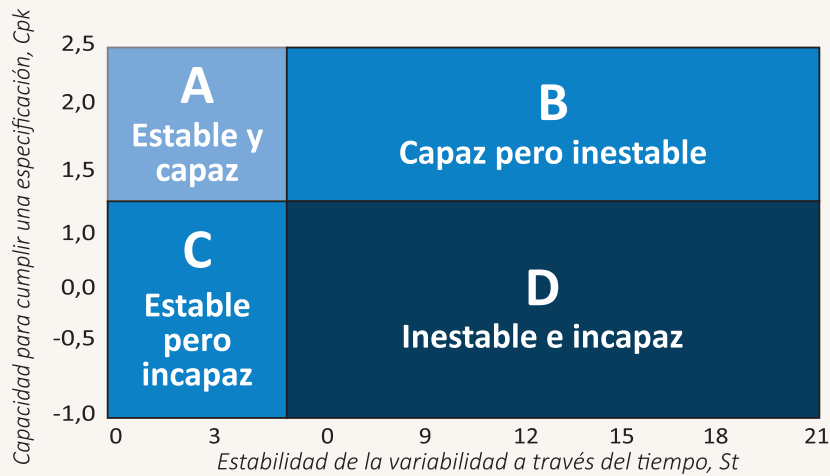 Capacidad para cumplir una especificación, Cpk
2,5
2,0
1,5
1,0
0,0
-0,5
-1,0
A
Estable y
capaz
B
Capaz pero inestable
C
Estable
pero
incapaz
D
Inestable e incapaz
0 3 0 9 12 15 18 21
Estabilidad de la variabilidad a través del tiempo, St